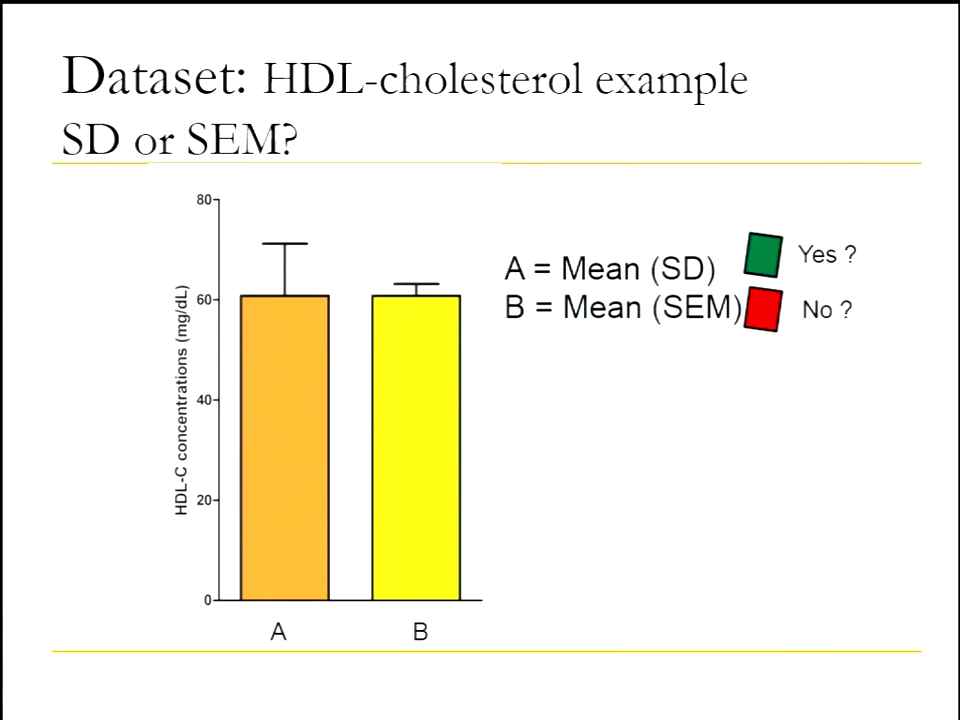 Dataset: HDL-cholesterol example
SD or SEM?
80
60
40
20
0
HDL-C concentrations (mg/dL)
A
B
A = Mean (SD)
B = Mean (SEM)
Yes ?
No ?